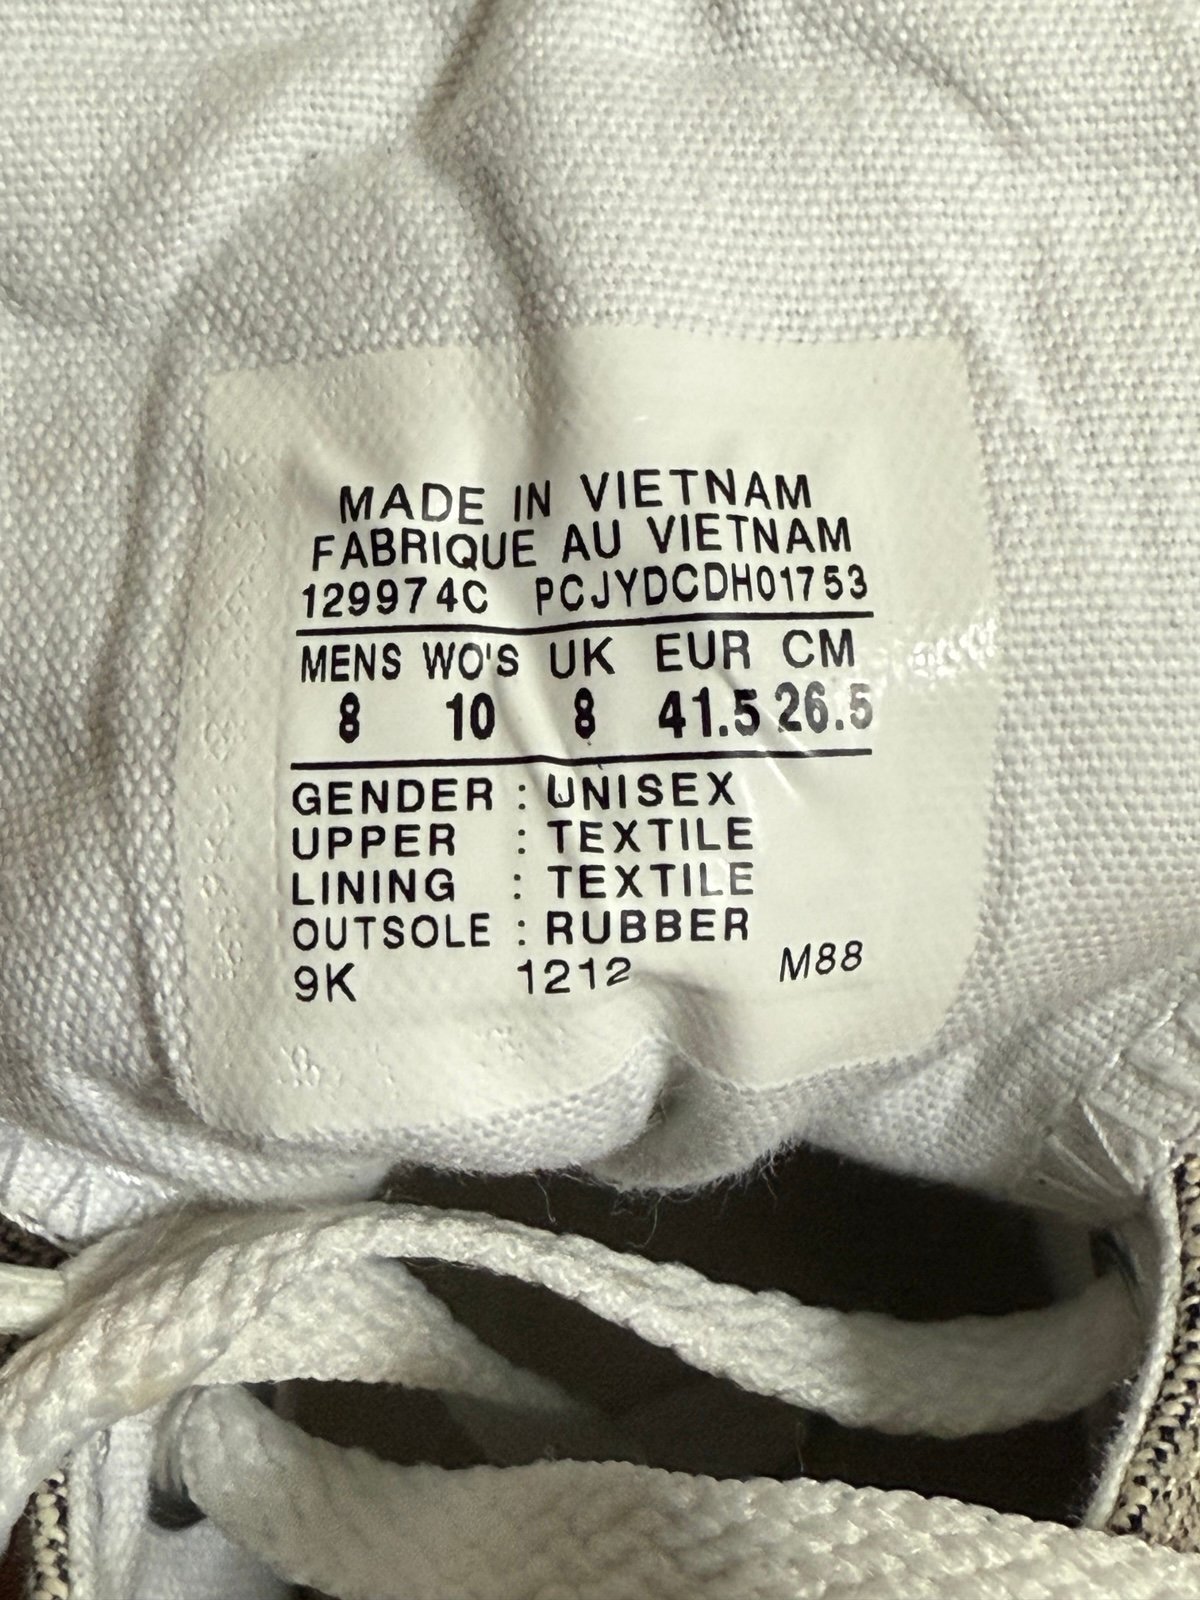 MADE IN VIETNAM
FABRIQUE AU VIETNAM
129974C PCJYDCDH01753
MENS WO'S UK EUR CM
8 10 8 41.5 26.5
GENDER : UNISEX
UPPER : TEXTILE
LINING : TEXTILE
OUTSOLE : RUBBER
9K 1212 M88